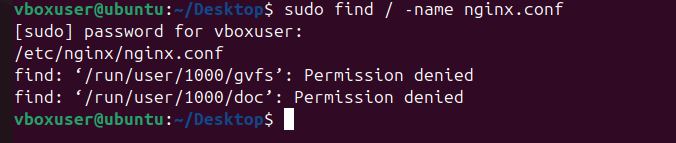 vboxuser@ubuntu:~/Desktop$ sudo find / -name nginx.conf
[sudo] password for vboxuser:
/etc/nginx/nginx.conf
find: ‘/run/user/1000/gvfs’: Permission denied
find: ‘/run/user/1000/doc’: Permission denied
vboxuser@ubuntu:~/Desktop$